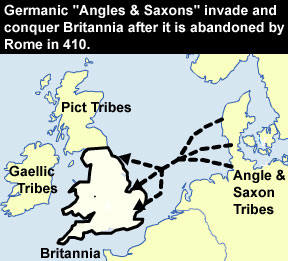 Germanic "Angles & Saxons" invade and
conquer Britannia after it is abandoned by
Rome in 410.
Pict Tribes
Gaellic
Tribes
Angle &
Saxon
Tribes
Britannia